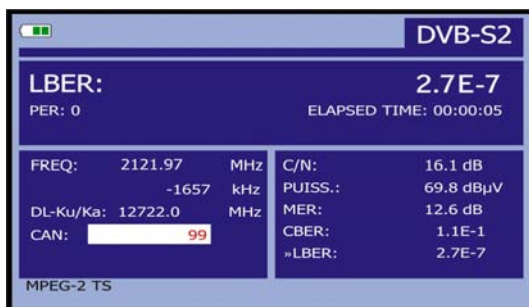 DVB-S2
LBER: 2.7E-7
PER: 0 ELAPSED TIME: 00:00:05
FREQ: 2121.97 MHz
-1657 kHz
DL-Ku/Ka: 12722.0 MHz
CAN: 99
C/N: 16.1 dB
PUISS.: 69.8 dBµV
MER: 12.6 dB
CBER: 1.1E-1
»LBER: 2.7E-7
MPEG-2 TS